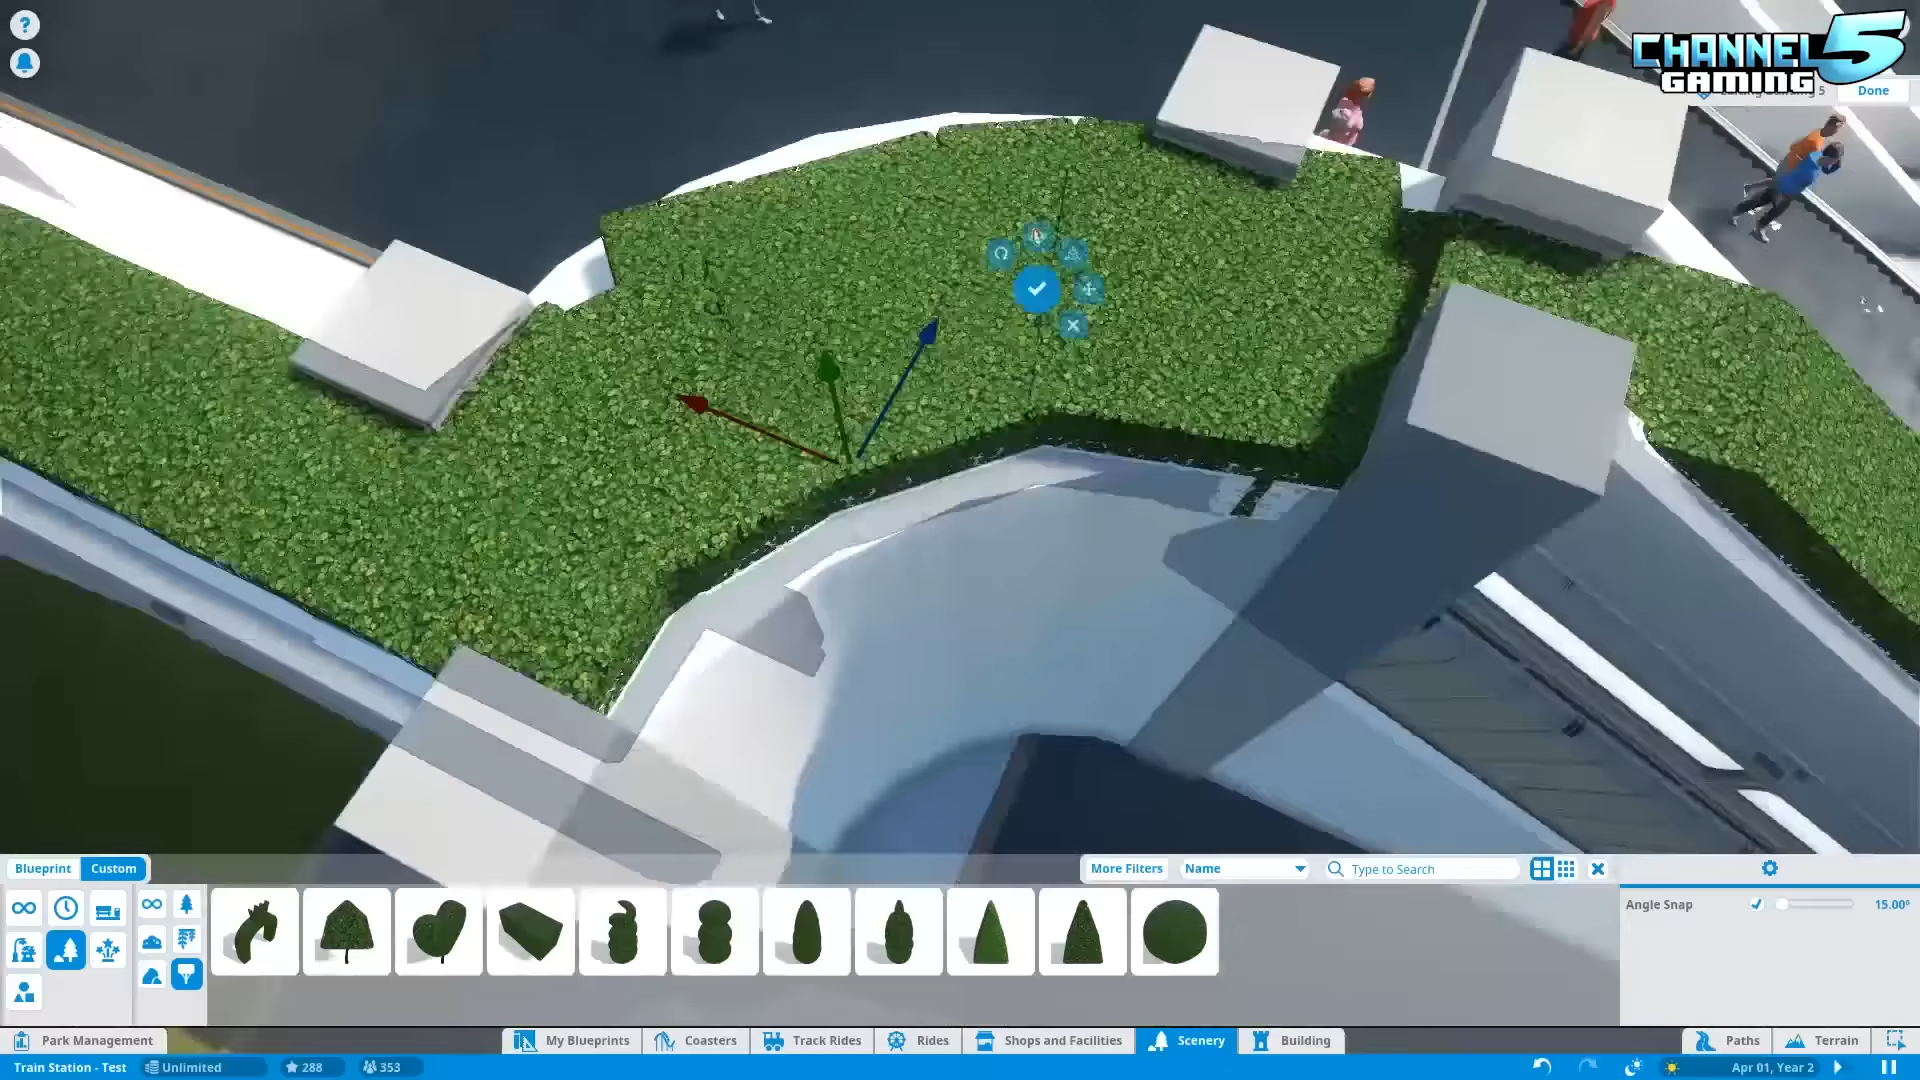 ?
CHANNEL 5
GAMING
5
Done
Blueprint
Custom
More Filters
Name
Type to Search
Angle Snap
15.00°
Park Management
My Blueprints
Coasters
Track Rides
Rides
Shops and Facilities
Scenery
Building
Paths
Terrain
Train Station - Test
Unlimited
288
353
Apr 01, Year 2